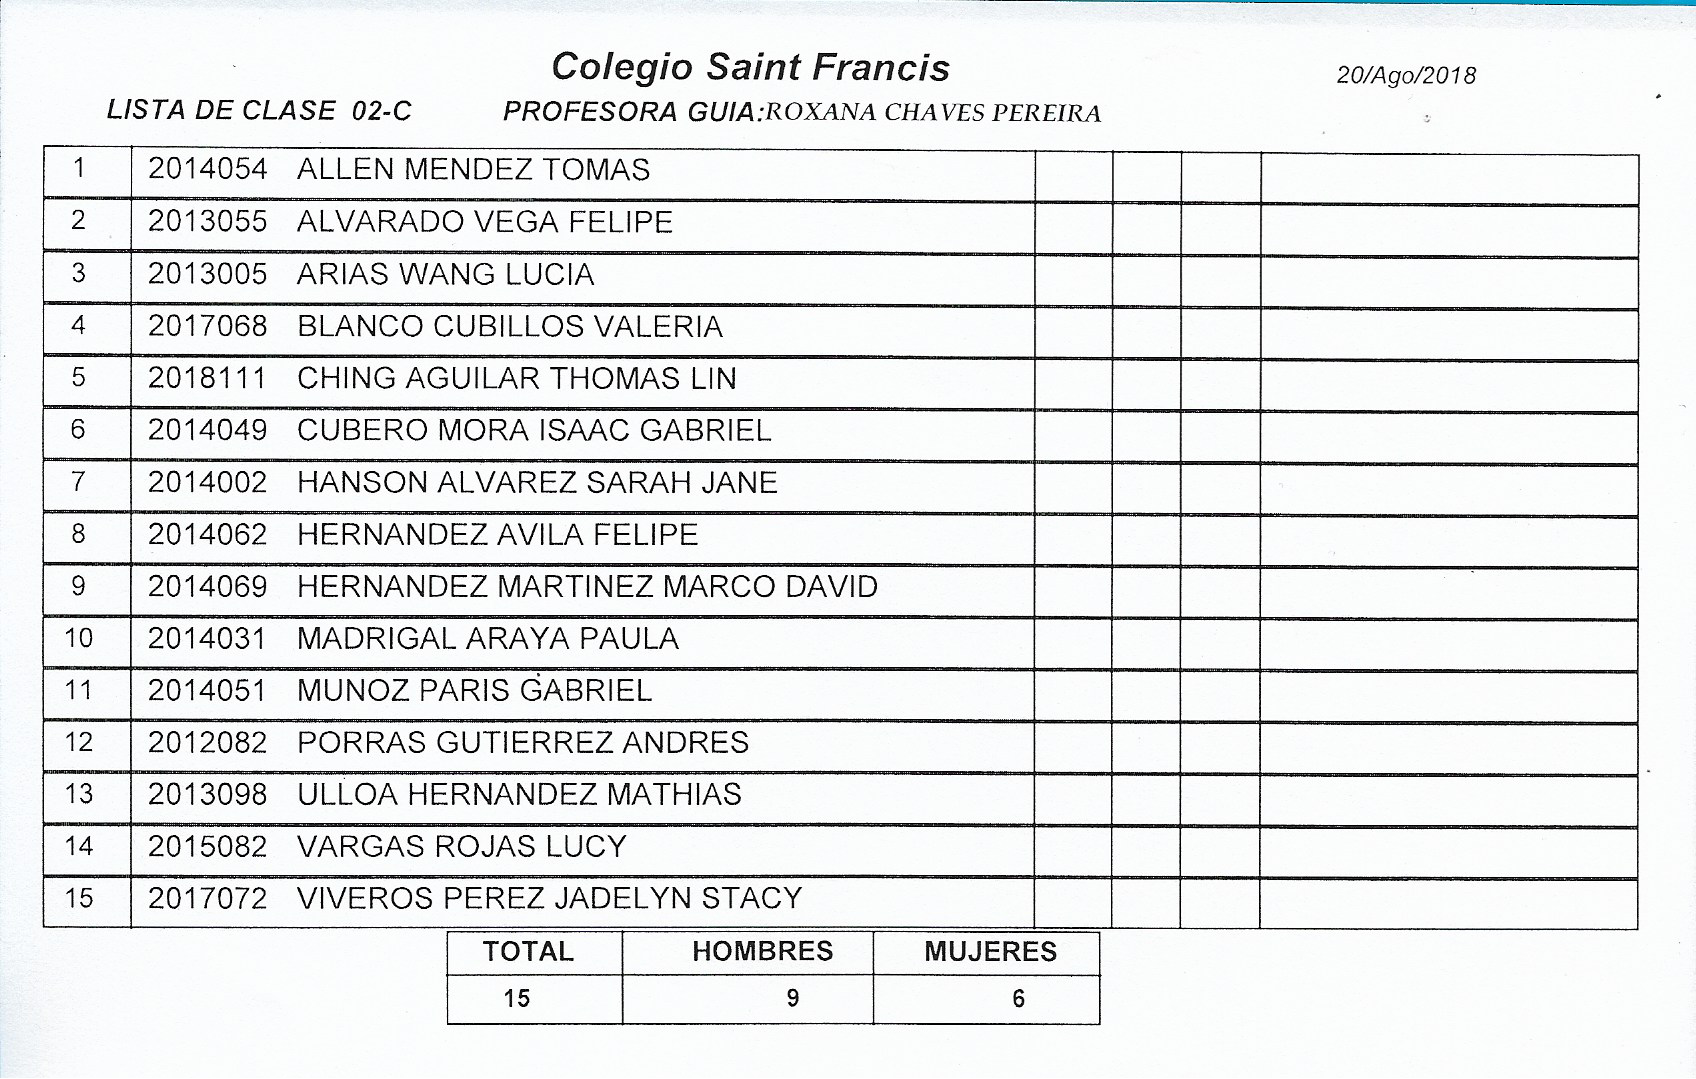 Colegio Saint Francis
20/Ago/2018
LISTA DE CLASE 02-C PROFESORA GUIA:ROXANA CHAVES PEREIRA
1 2014054 ALLEN MENDEZ TOMAS
2 2013055 ALVARADO VEGA FELIPE
3 2013005 ARIAS WANG LUCIA
4 2017068 BLANCO CUBILLOS VALERIA
5 2018111 CHING AGUILAR THOMAS LIN
6 2014049 CUBERO MORA ISAAC GABRIEL
7 2014002 HANSON ALVAREZ SARAH JANE
8 2014062 HERNANDEZ AVILA FELIPE
9 2014069 HERNANDEZ MARTINEZ MARCO DAVID
10 2014031 MADRIGAL ARAYA PAULA
11 2014051 MUNOZ PARIS GABRIEL
12 2012082 PORRAS GUTIERREZ ANDRES
13 2013098 ULLOA HERNANDEZ MATHIAS
14 2015082 VARGAS ROJAS LUCY
15 2017072 VIVEROS PEREZ JADELYN STACY
TOTAL HOMBRES MUJERES
15 9 6